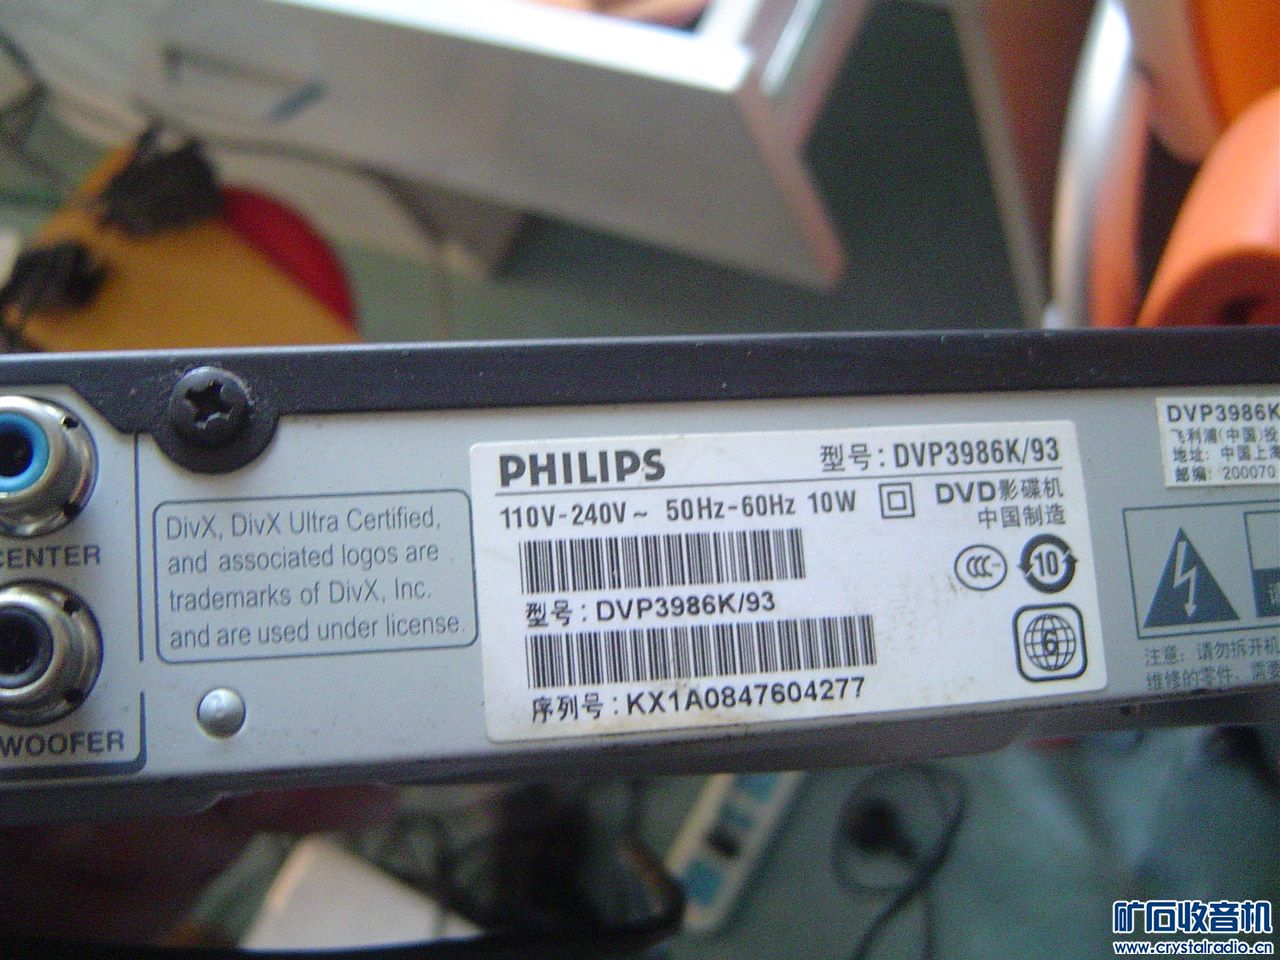 PHILIPS
型号: DVP3986K/93
110V-240V ~ 50Hz-60Hz 10W
DVD影碟机
中国制造
型号: DVP3986K/93
序列号: KX1A0847604277
CCC
10
6
DivX, DivX Ultra Certified,
and associated logos are
trademarks of DivX, Inc.
and are used under license.
CENTER
WOOFER
DVP3986K
飞利浦(中国)投
地址: 中国上海
邮编: 200070
注意: 请勿拆开机
维修的零件, 需要
矿石收音机
www.crystalradio.cn